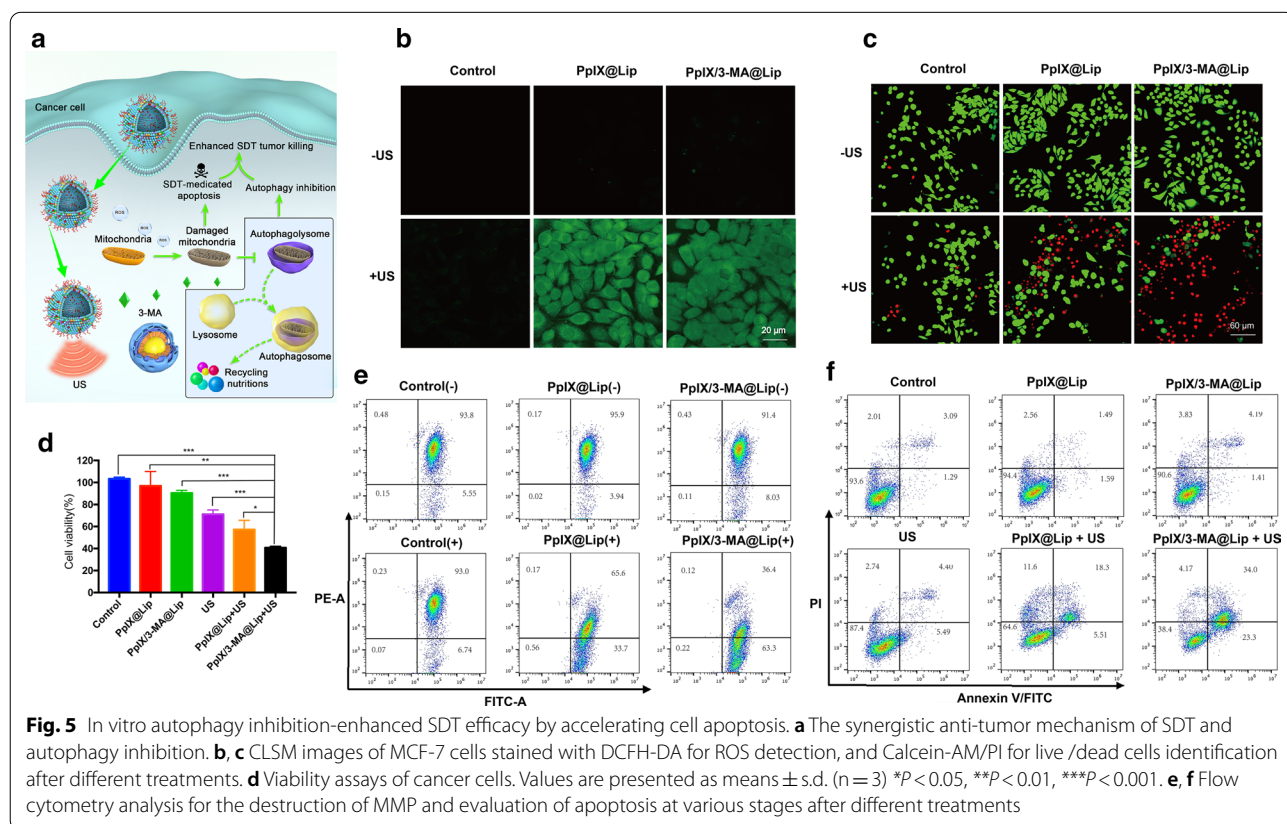 a
Cancer cell
Enhanced SDT tumor killing
SDT-medicated
apoptosis
Autophagy inhibition
ROS
ROS
ROS
Mitochondria
Damaged
mitochondria
Autophagolysome
3-MA
Lysosome
Autophagosome
US
Recycling
nutritions
b
Control
PpIX@Lip
PpIX/3-MA@Lip
-US
+US
20 μm
c
Control
PpIX@Lip
PpIX/3-MA@Lip
-US
+US
60 μm
d
Cell viability(%)
120
100
80
60
40
20
0
***
**
***
***
*
Control
PpIX@Lip
PpIX/3-MA@Lip
US
PpIX@Lip+US
PpIX/3-MA@Lip+US
e
Control(-)
PpIX@Lip(-)
PpIX/3-MA@Lip(-)
0.48 93.8
0.15 5.55
0.17 95.9
0.02 3.94
0.43 91.4
0.11 8.03
Control(+)
PpIX@Lip(+)
PpIX/3-MA@Lip(+)
0.23 93.0
0.07 6.74
0.17 65.6
0.56 33.7
0.12 36.4
0.22 63.3
PE-A
FITC-A
f
Control
PpIX@Lip
PpIX/3-MA@Lip
2.01 3.09
93.6 1.29
2.56 1.49
94.4 1.59
3.83 4.19
90.6 1.41
US
PpIX@Lip + US
PpIX/3-MA@Lip + US
2.74 4.40
87.4 5.49
11.6 18.3
64.6 5.51
4.17 34.0
38.4 23.3
PI
Annexin V/FITC
Fig. 5 In vitro autophagy inhibition-enhanced SDT efficacy by accelerating cell apoptosis. a The synergistic anti-tumor mechanism of SDT and
autophagy inhibition. b, c CLSM images of MCF-7 cells stained with DCFH-DA for ROS detection, and Calcein-AM/PI for live /dead cells identification
after different treatments. d Viability assays of cancer cells. Values are presented as means ± s.d. (n = 3) *P < 0.05, **P < 0.01, ***P < 0.001. e, f Flow
cytometry analysis for the destruction of MMP and evaluation of apoptosis at various stages after different treatments